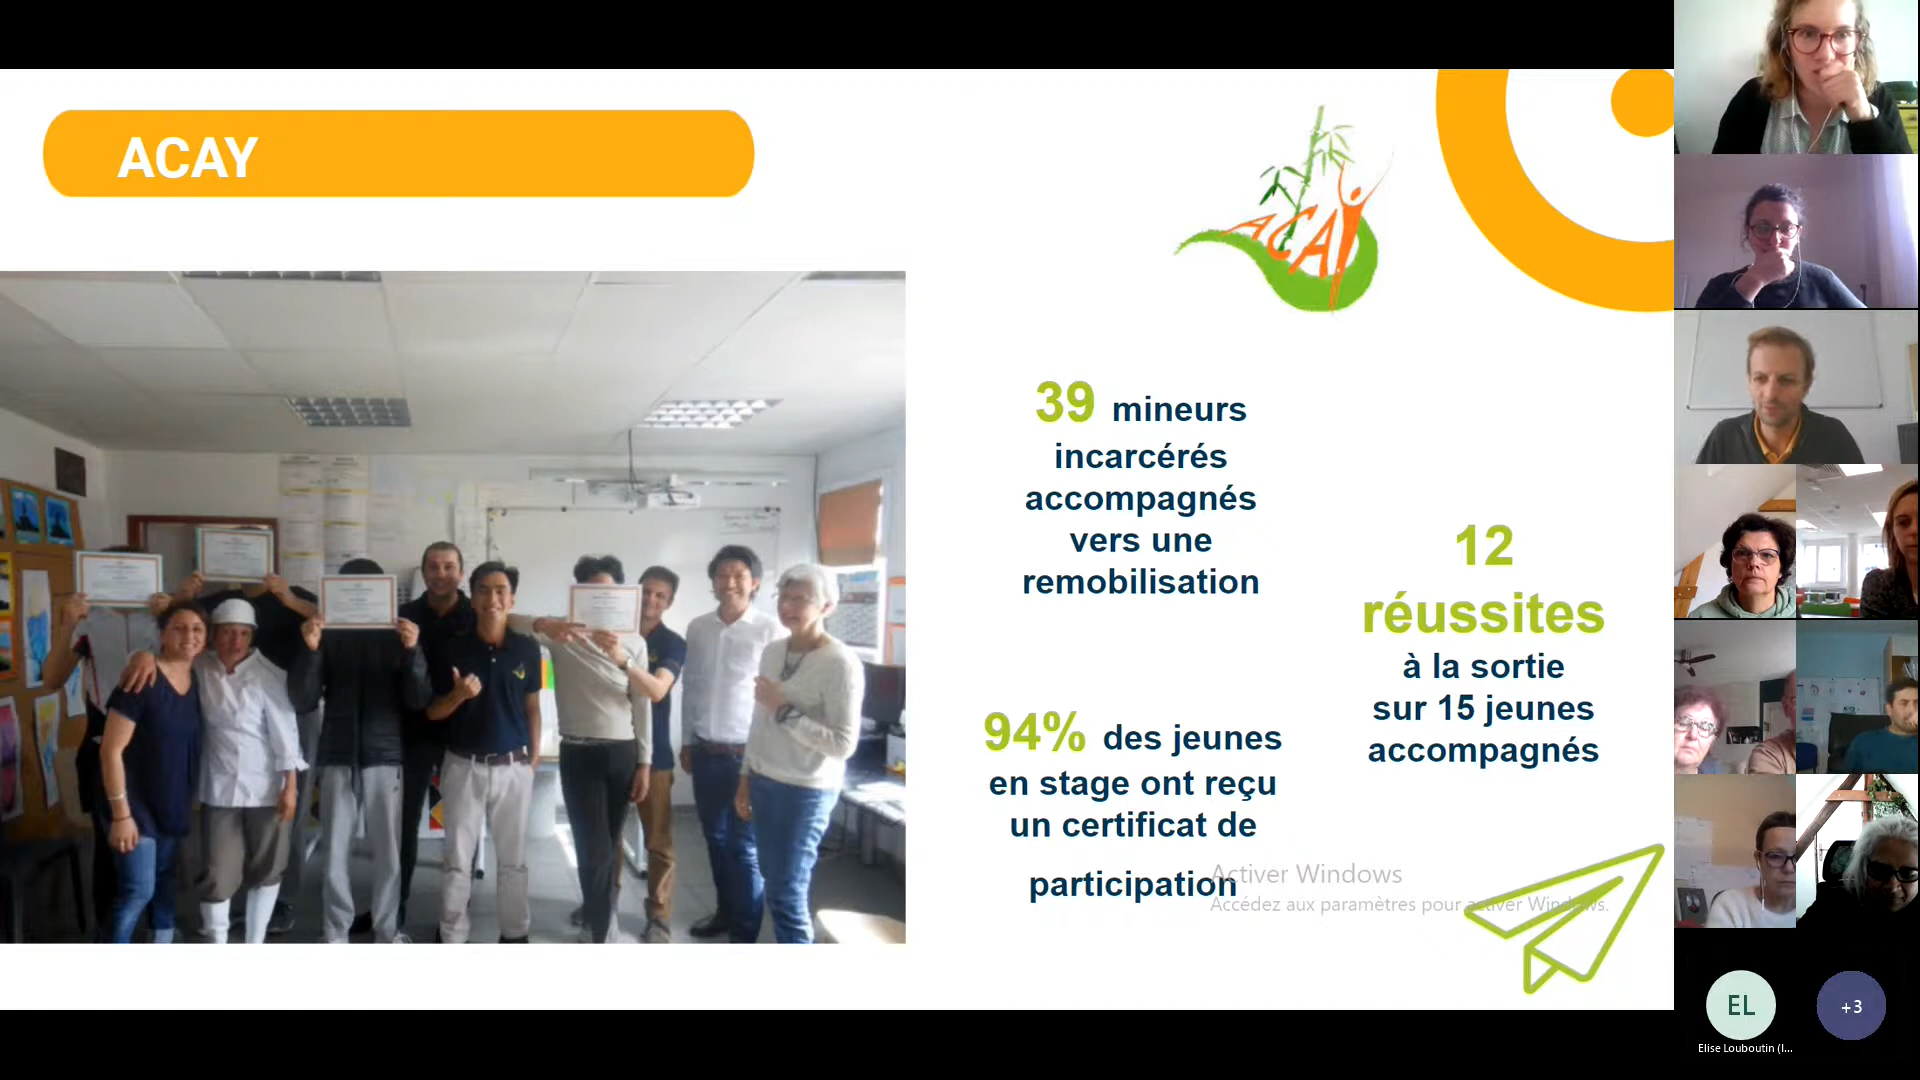 ACAY
ACAY
39 mineurs
incarcérés
accompagnés
vers une
remobilisation
12
réussites
à la sortie
sur 15 jeunes
accompagnés
94% des jeunes
en stage ont reçu
un certificat de
participation
Activer Windows
Accédez aux paramètres pour activer Windows.
EL
+3
Elise Louboutin (I...